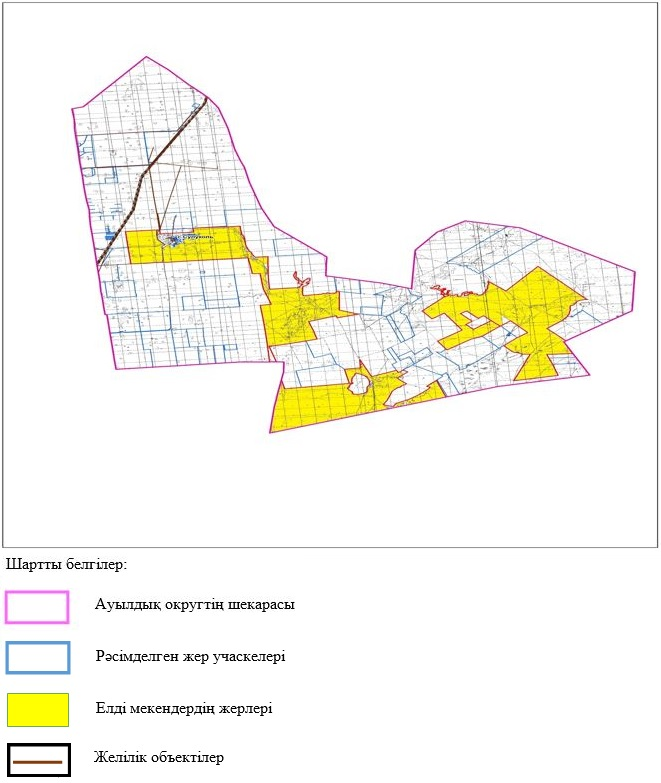 Шартты белгілер:
Ауылдық округтің шекарасы
Рәсімделген жер учаскелері
Елді мекендердің жерлері
Желілік объектілер